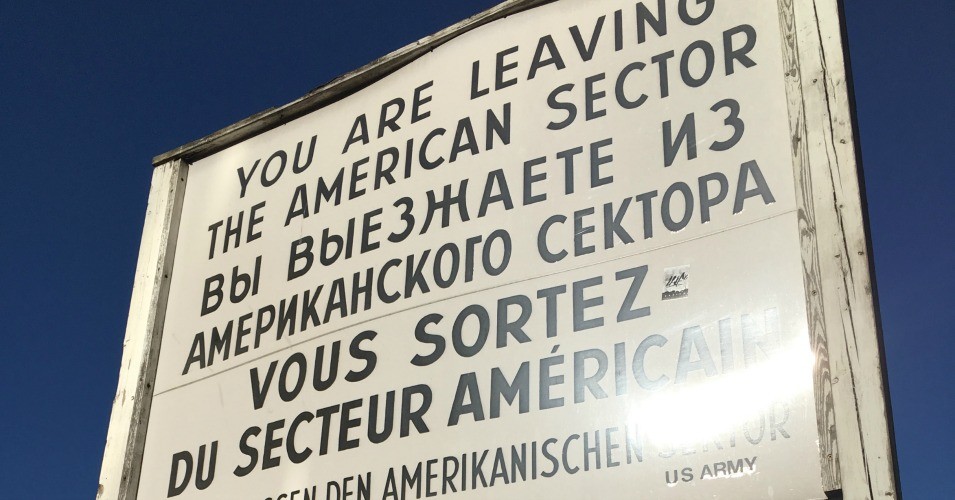 YOU ARE LEAVING
THE AMERICAN SECTOR
ВЫ ВЫЕЗЖАЕТЕ ИЗ
АМЕРИКАНСКОГО СЕКТОРА
VOUS SORTEZ
DU SECTEUR AMÉRICAIN
DEN AMERIKANISCHEN SEKTOR
US ARMY